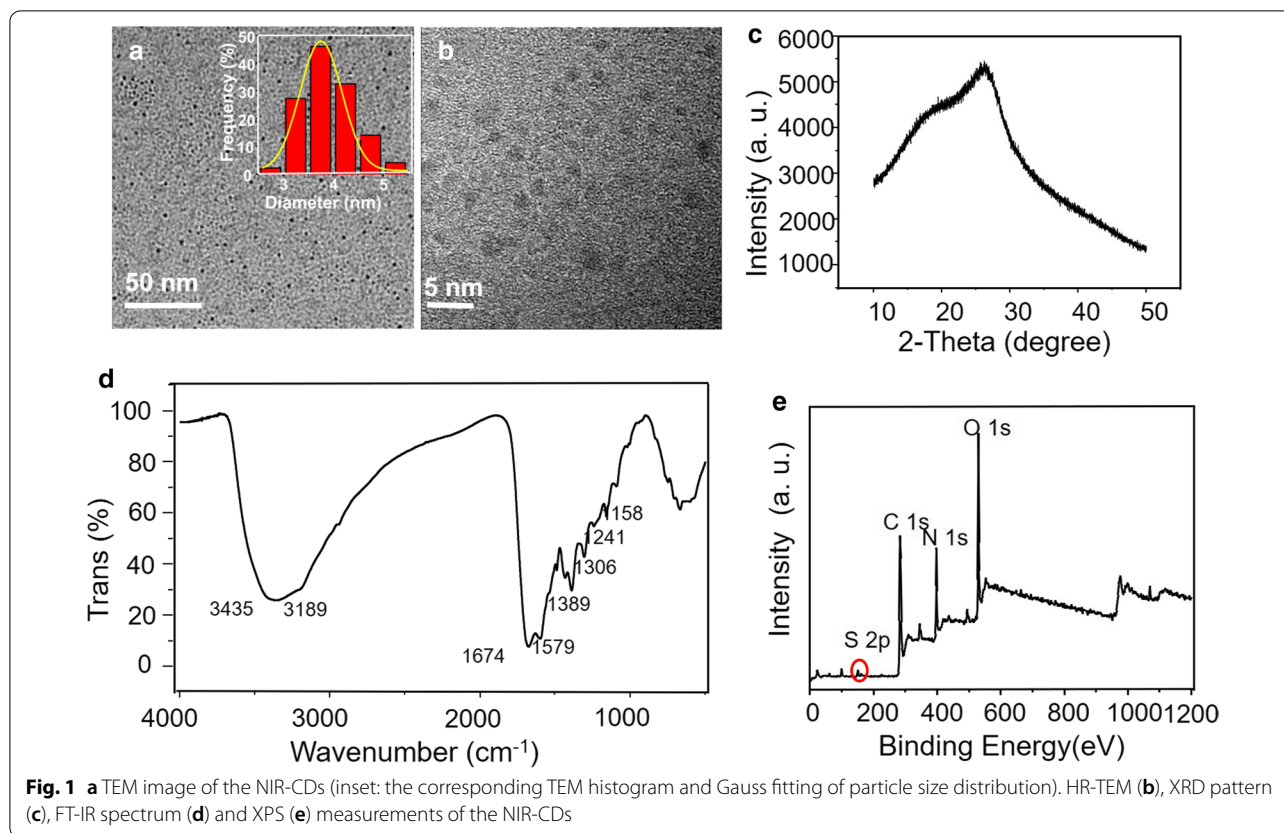 a
50
40
30
20
10
0
Frequency (%)
3 4 5
Diameter (nm)
50 nm
b
5 nm
c
6000
5000
4000
3000
2000
1000
Intensity (a. u.)
10 20 30 40 50
2-Theta (degree)
d
100
80
60
40
20
0
Trans (%)
3435
3189
1674
1579
1389
1306
1241
1158
4000 3000 2000 1000
Wavenumber (cm⁻¹)
e
O 1s
C 1s
N 1s
S 2p
Intensity (a. u.)
0 200 400 600 800 1000 1200
Binding Energy(eV)
Fig. 1 a TEM image of the NIR-CDs (inset: the corresponding TEM histogram and Gauss fitting of particle size distribution). HR-TEM (b), XRD pattern
(c), FT-IR spectrum (d) and XPS (e) measurements of the NIR-CDs